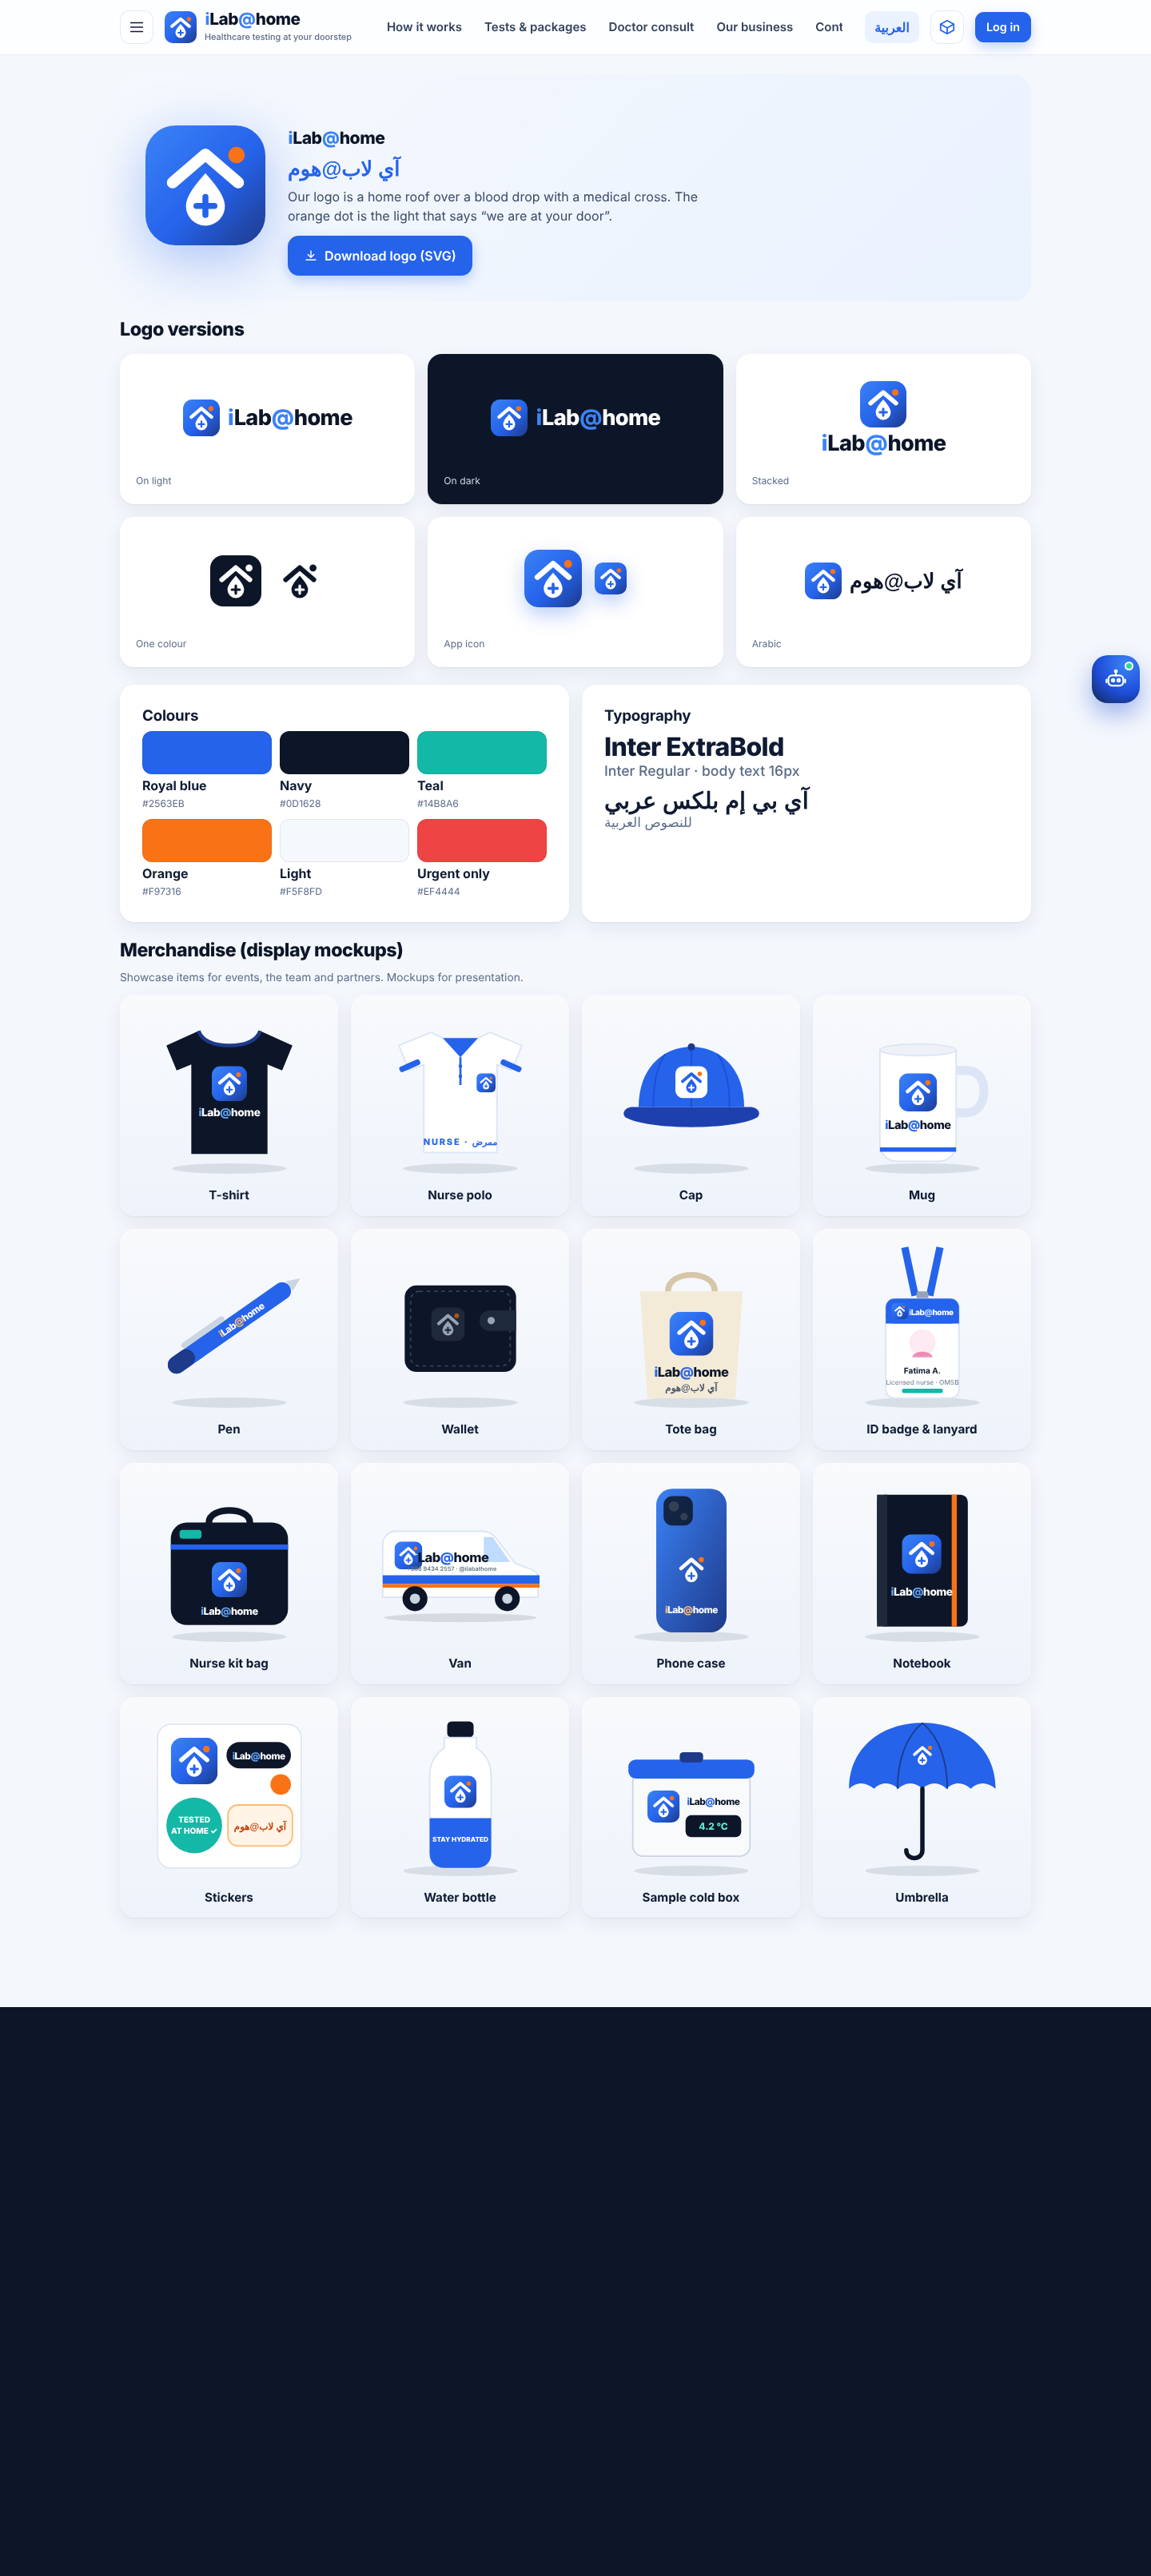 iLab@home
Healthcare testing at your doorstep
How it works
Tests & packages
Doctor consult
Our business
Cont
العربية
Log in
iLab@home
آي لاب@هوم
Our logo is a home roof over a blood drop with a medical cross. The
orange dot is the light that says “we are at your door”.
Download logo (SVG)
Logo versions
iLab@home
On light
iLab@home
On dark
iLab@home
Stacked
One colour
App icon
آي لاب@هوم
Arabic
Colours
Royal blue
#2563EB
Navy
#0D1628
Teal
#14B8A6
Orange
#F97316
Light
#F5F8FD
Urgent only
#EF4444
Typography
Inter ExtraBold
Inter Regular · body text 16px
آي بي إم بلكس عربي
للنصوص العربية
Merchandise (display mockups)
Showcase items for events, the team and partners. Mockups for presentation.
iLab@home
T-shirt
NURSE · ممرض
Nurse polo
Cap
iLab@home
Mug
iLab@home
Pen
Wallet
iLab@home
آي لاب@هوم
Tote bag
iLab@home
Fatima A.
Licensed nurse · OMSB
ID badge & lanyard
iLab@home
Nurse kit bag
Lab@home
9434 2557 · @ilabathome
Van
iLab@home
Phone case
iLab@home
Notebook
iLab@home
TESTED
AT HOME ✓
آي لاب@هوم
Stickers
STAY HYDRATED
Water bottle
iLab@home
4.2 °C
Sample cold box
Umbrella